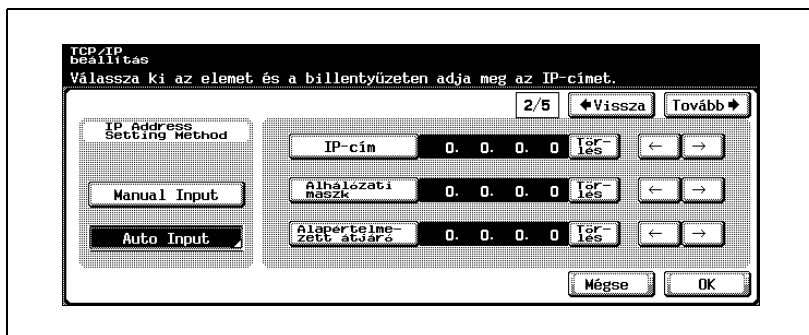 TCP/IP
beállítás
Válassza ki az elemet és a billentyűzeten adja meg az IP-címet.
2/5
🡄Vissza
Tovább🡆
IP Address
Setting Method
Manual Input
Auto Input
IP-cím
0. 0. 0. 0
Tör-
lés
← →
Alhálózati
maszk
0. 0. 0. 0
Tör-
lés
← →
Alapértelme-
zett átjáró
0. 0. 0. 0
Tör-
lés
← →
Mégse
OK